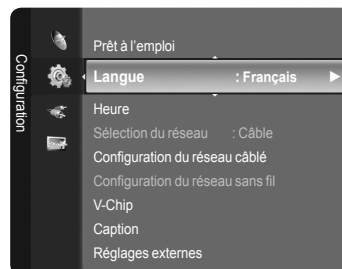 Configuration
Prêt à l'emploi
Langue : Français
Heure
Sélection du réseau : Câble
Configuration du réseau câblé
Configuration du réseau sans fil
V-Chip
Caption
Réglages externes